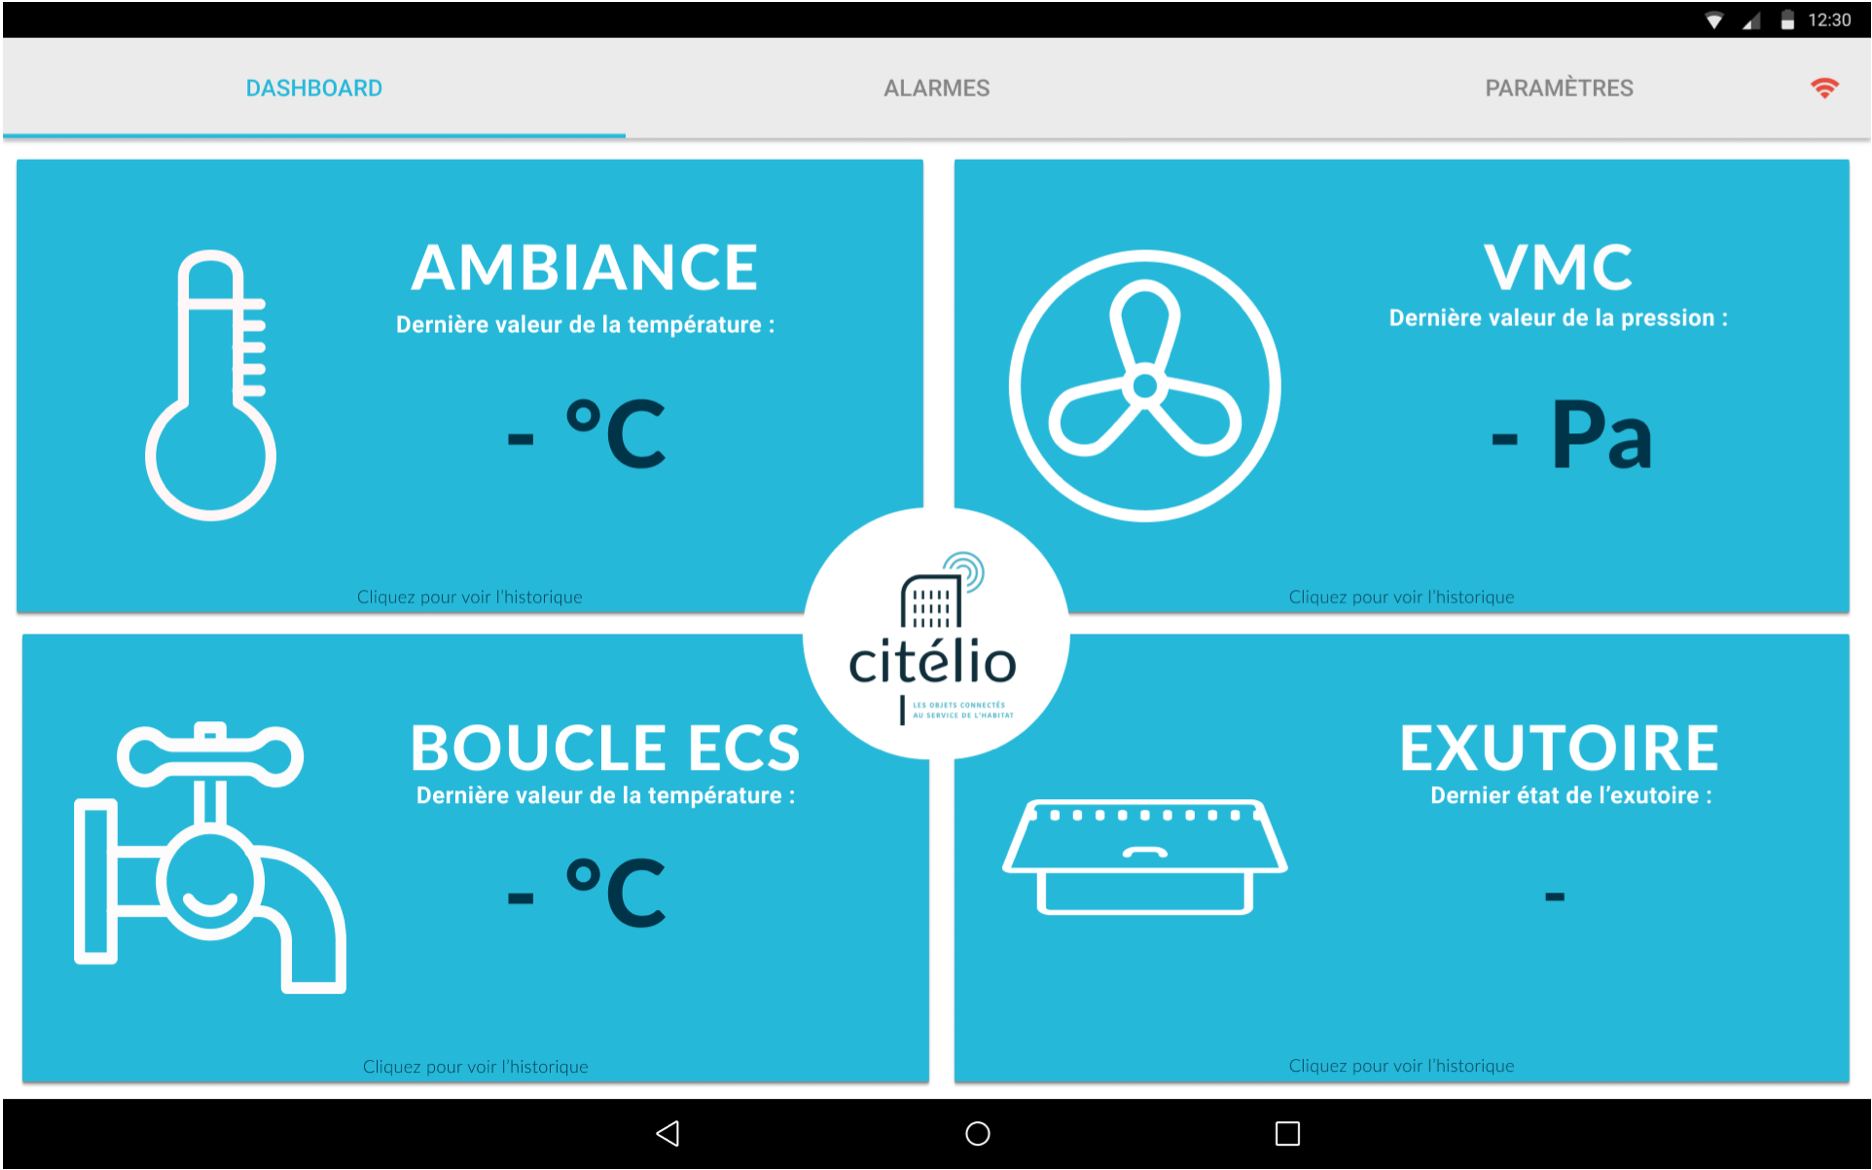 12:30
DASHBOARD
ALARMES
PARAMÈTRES
AMBIANCE
Dernière valeur de la température :
- °C
Cliquez pour voir l'historique
VMC
Dernière valeur de la pression :
- Pa
Cliquez pour voir l'historique
citélio
LES OBJETS CONNECTÉS
AU SERVICE DE L'HABITAT
BOUCLE ECS
Dernière valeur de la température :
- °C
Cliquez pour voir l'historique
EXUTOIRE
Dernier état de l'exutoire :
-
Cliquez pour voir l'historique